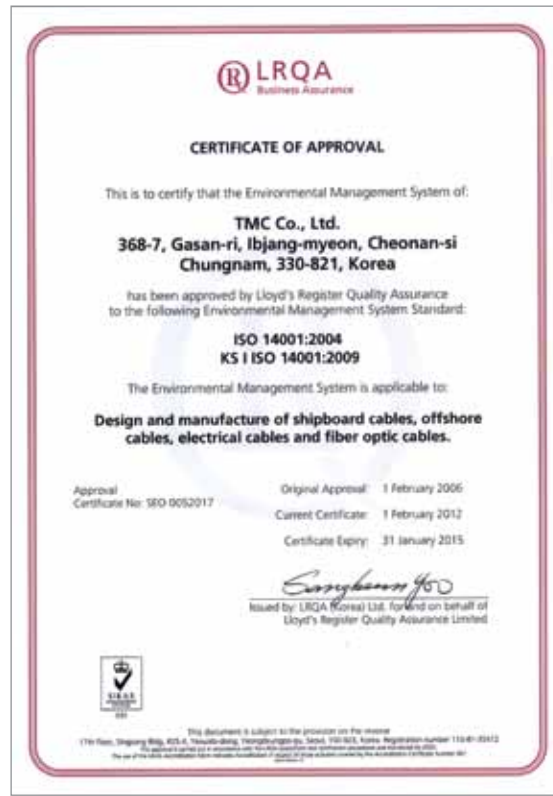 LRQA
Business Assurance
CERTIFICATE OF APPROVAL
This is to certify that the Environmental Management System of:
TMC Co., Ltd.
368-7, Gasan-ri, Ibjang-myeon, Cheonan-si
Chungnam, 330-821, Korea
has been approved by Lloyd's Register Quality Assurance
to the following Environmental Management System Standard:
ISO 14001:2004
KS I ISO 14001:2009
The Environmental Management System is applicable to:
Design and manufacture of shipboard cables, offshore
cables, electrical cables and fiber optic cables.
Approval
Certificate No: SEO 0052017
Original Approval: 1 February 2006
Current Certificate: 1 February 2012
Certificate Expiry: 31 January 2015
Sangkeun Yoo
Issued by: LRQA (Korea) Ltd. for and on behalf of
Lloyd's Register Quality Assurance Limited
UKAS
This document is subject to the provision on the reverse